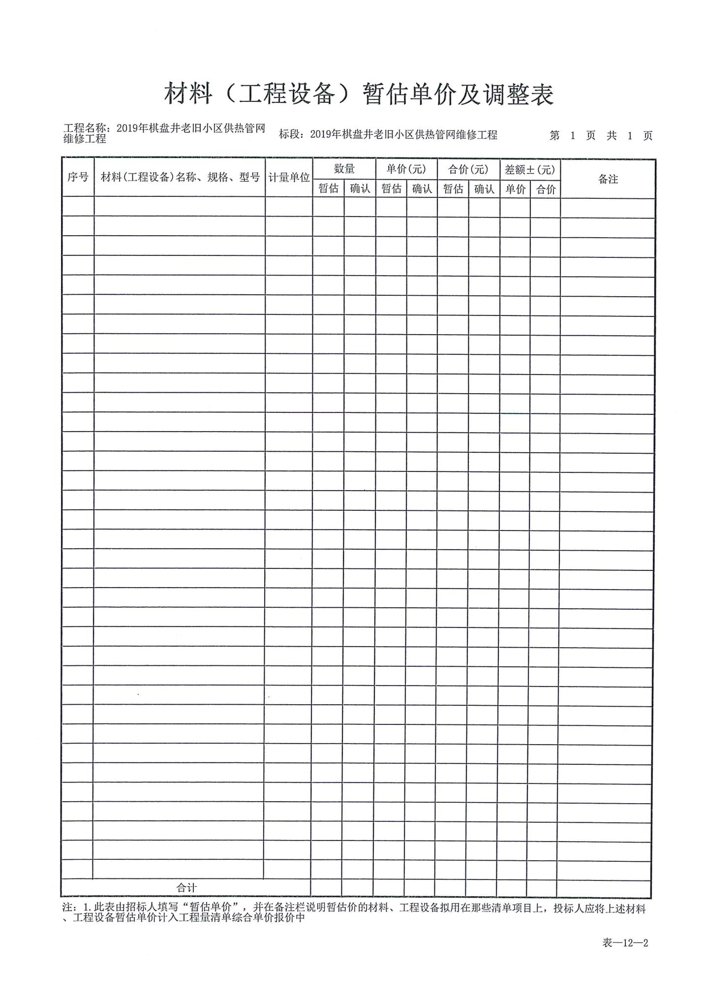 材料（工程设备）暂估单价及调整表
工程名称：2019年棋盘井老旧小区供热管网
维修工程
标段：2019年棋盘井老旧小区供热管网维修工程
第 1 页 共 1 页
序号 材料(工程设备)名称、规格、型号 计量单位 数量 单价(元) 合价(元) 差额±(元) 备注
暂估 确认 暂估 确认 暂估 确认 单价 合价
合计
注：1.此表由招标人填写“暂估单价”，并在备注栏说明暂估价的材料、工程设备拟用在那些清单项目上，投标人应将上述材料
、工程设备暂估单价计入工程量清单综合单价报价中
表—12—2